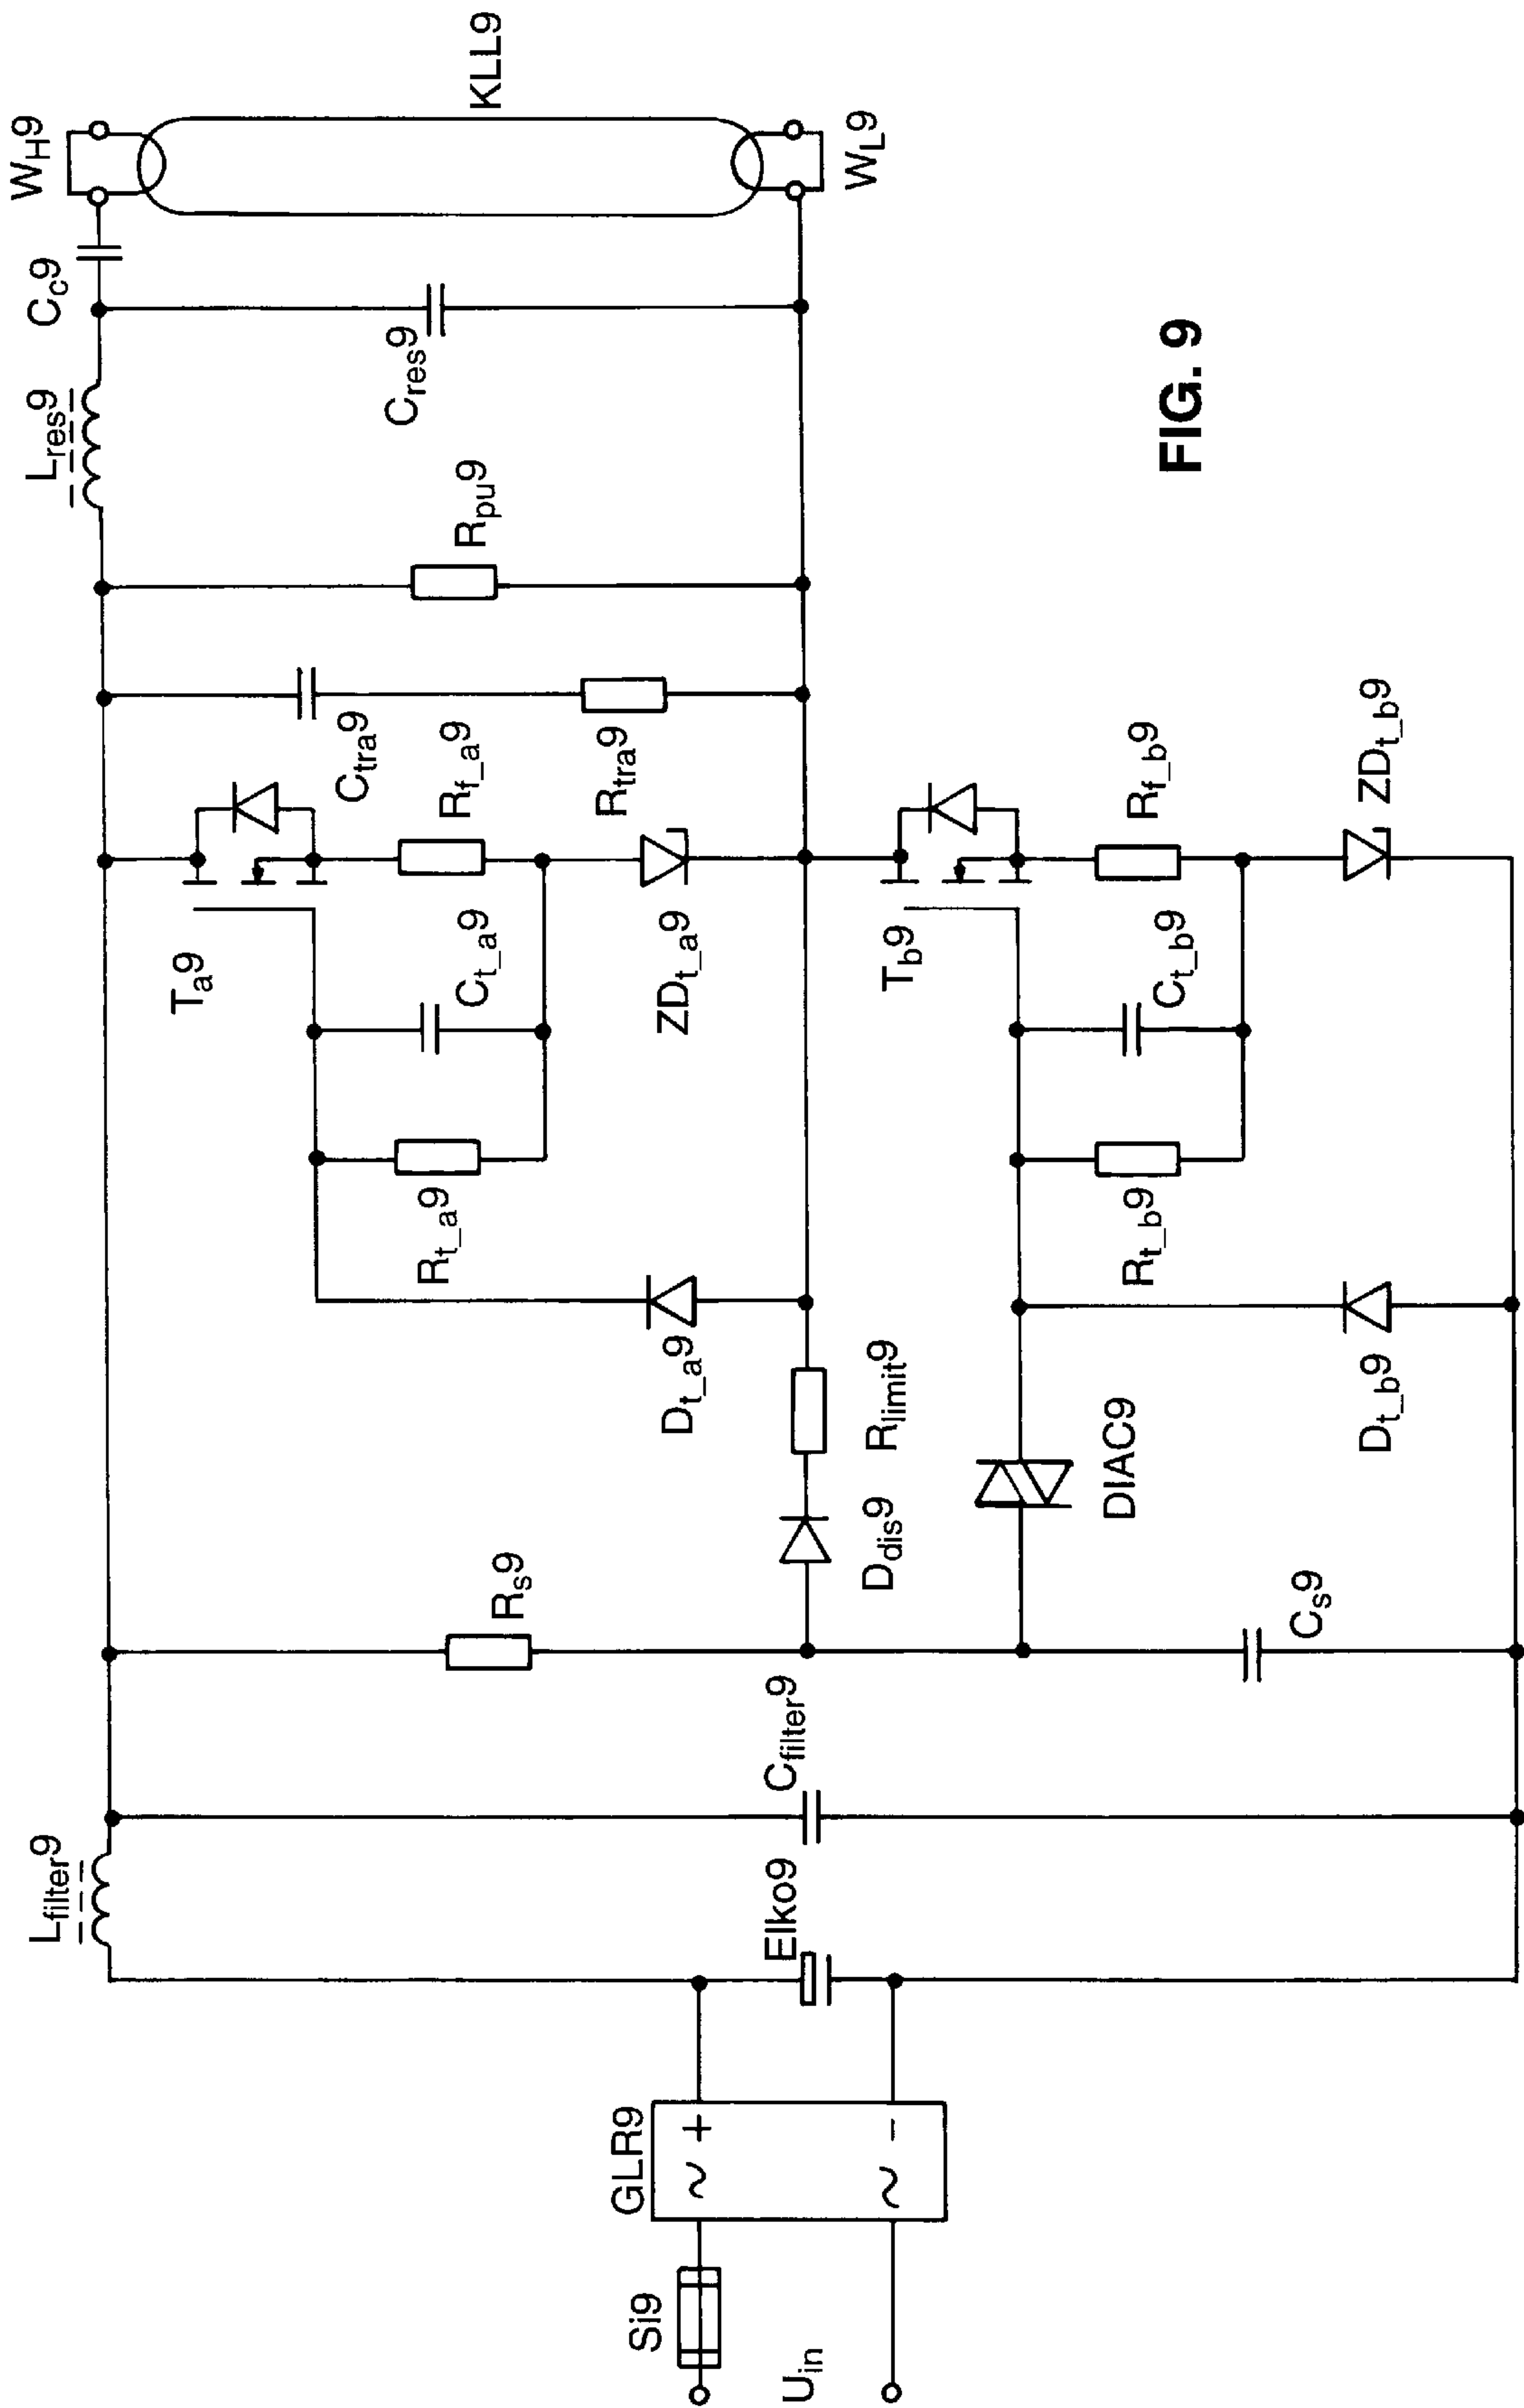 U_in
Si9
GLR9
~ +
~ −
Elko9
L_filter9
C_filter9
R_s9
C_s9
D_dis9
R_limit9
DIAC9
D_t_a9
D_t_b9
R_t_a9
R_t_b9
C_t_a9
C_t_b9
T_a9
T_b9
ZD_t_a9
R_f_a9
R_f_b9
ZD_t_b9
C_tra9
R_tra9
R_pu9
L_res9
C_res9
C_c9
W_H9
W_L9
KLL9
FIG. 9